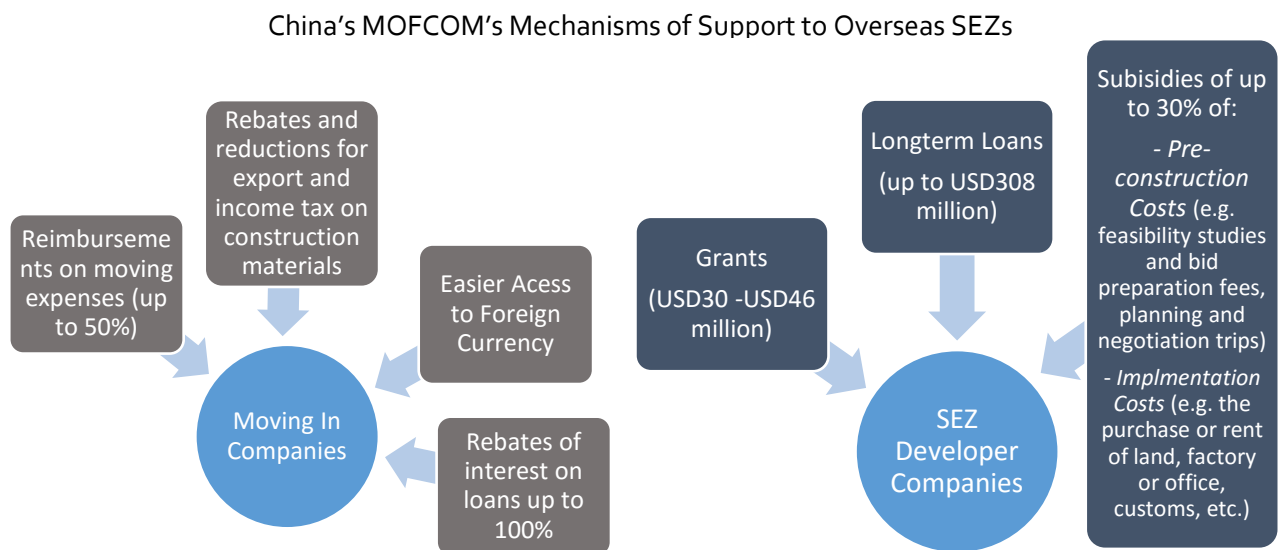 China's MOFCOM's Mechanisms of Support to Overseas SEZs
Reimburseme
nts on moving
expenses (up
to 50%)
Rebates and
reductions for
export and
income tax on
construction
materials
Easier Acess
to Foreign
Currency
Rebates of
interest on
loans up to
100%
Moving In
Companies
Grants
(USD30 -USD46
million)
Longterm Loans
(up to USD308
million)
Subisidies of up
to 30% of:
- Pre-
construction
Costs (e.g.
feasibility studies
and bid
preparation fees,
planning and
negotiation trips)
- Implmentation
Costs (e.g. the
purchase or rent
of land, factory
or office,
customs, etc.)
SEZ
Developer
Companies